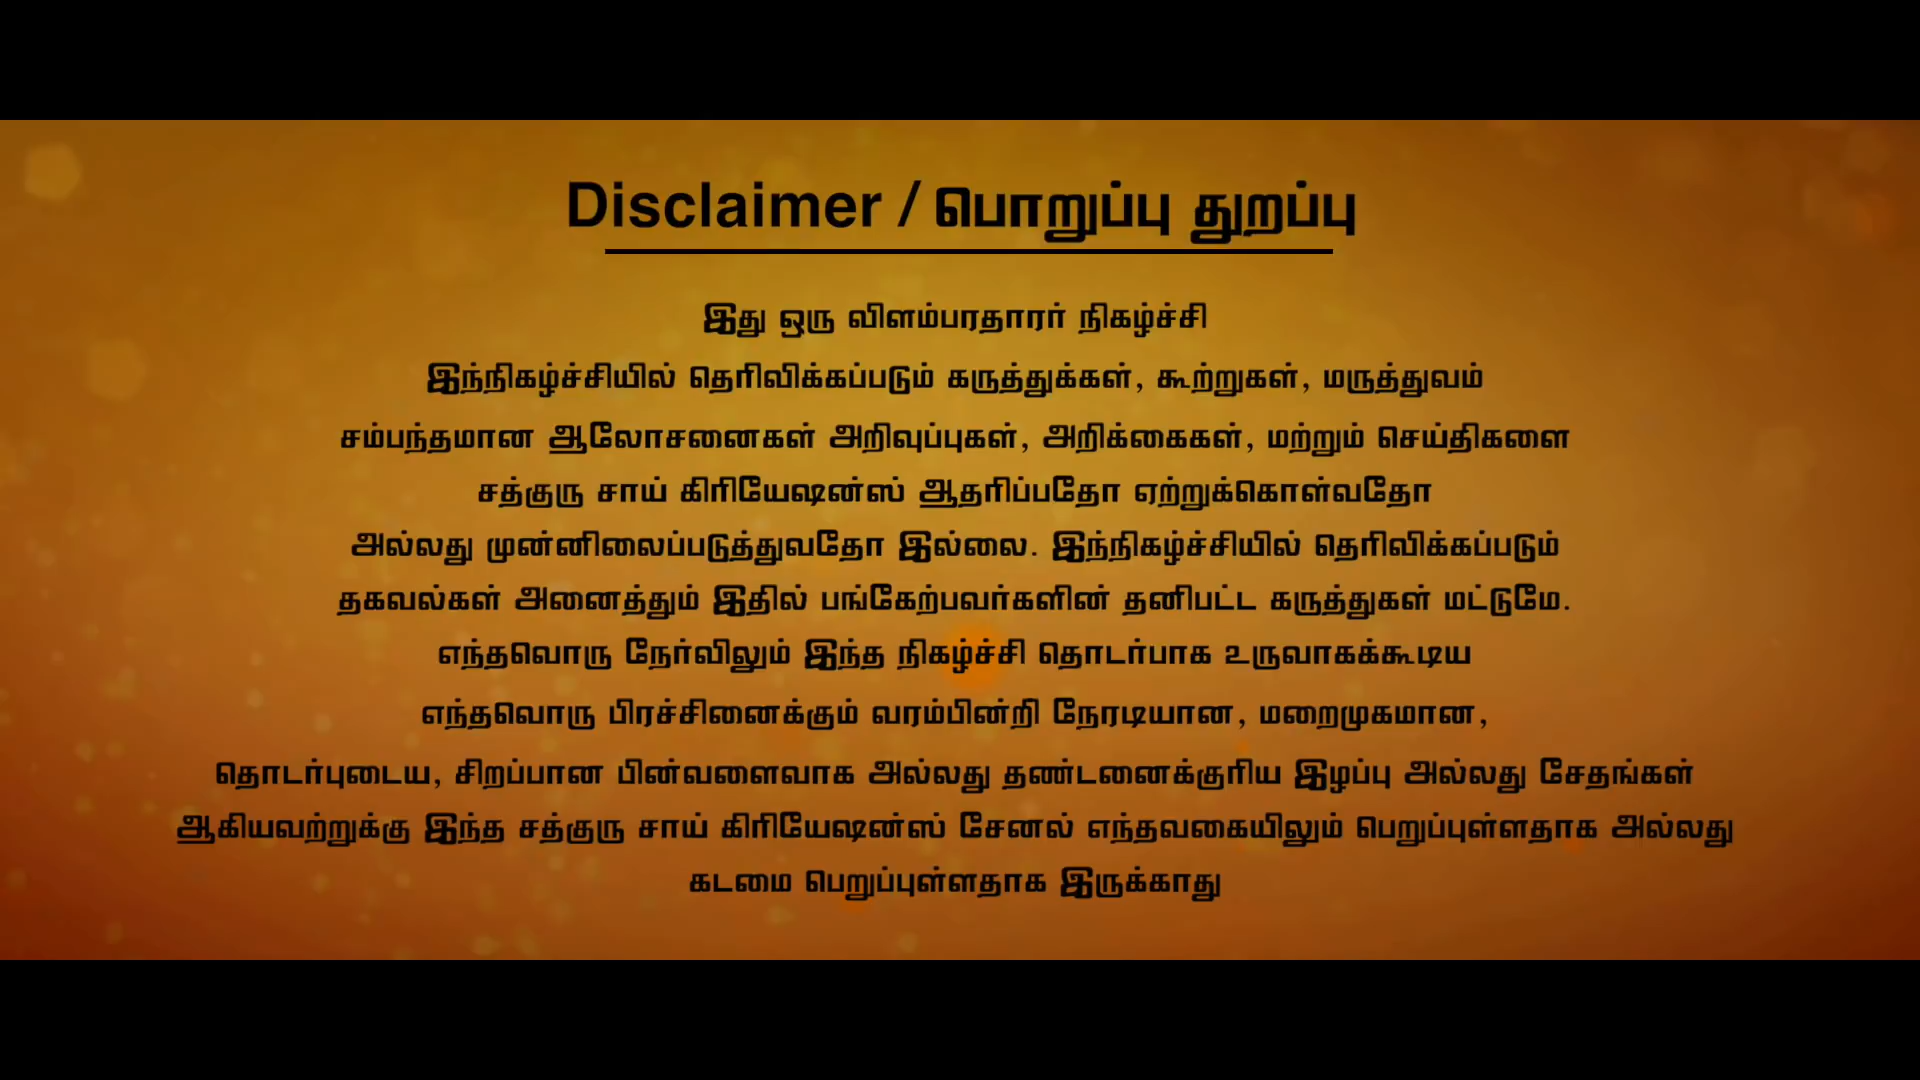 Disclaimer / பொறுப்பு துறப்பு
இது ஒரு விளம்பரதாரர் நிகழ்ச்சி
இந்நிகழ்ச்சியில் தெரிவிக்கப்படும் கருத்துக்கள், கூற்றுகள், மருத்துவம்
சம்பந்தமான ஆலோசனைகள் அறிவுப்புகள், அறிக்கைகள், மற்றும் செய்திகளை
சத்குரு சாய் கிரியேஷன்ஸ் ஆதரிப்பதோ ஏற்றுக்கொள்வதோ
அல்லது முன்னிலைப்படுத்துவதோ இல்லை. இந்நிகழ்ச்சியில் தெரிவிக்கப்படும்
தகவல்கள் அனைத்தும் இதில் பங்கேற்பவர்களின் தனிபட்ட கருத்துகள் மட்டுமே.
எந்தவொரு நேர்விலும் இந்த நிகழ்ச்சி தொடர்பாக உருவாகக்கூடிய
எந்தவொரு பிரச்சினைக்கும் வரம்பின்றி நேரடியான, மறைமுகமான,
தொடர்புடைய, சிறப்பான பின்வளைவாக அல்லது தண்டனைக்குரிய இழப்பு அல்லது சேதங்கள்
ஆகியவற்றுக்கு இந்த சத்குரு சாய் கிரியேஷன்ஸ் சேனல் எந்தவகையிலும் பெறுப்புள்ளதாக அல்லது
கடமை பெறுப்புள்ளதாக இருக்காது